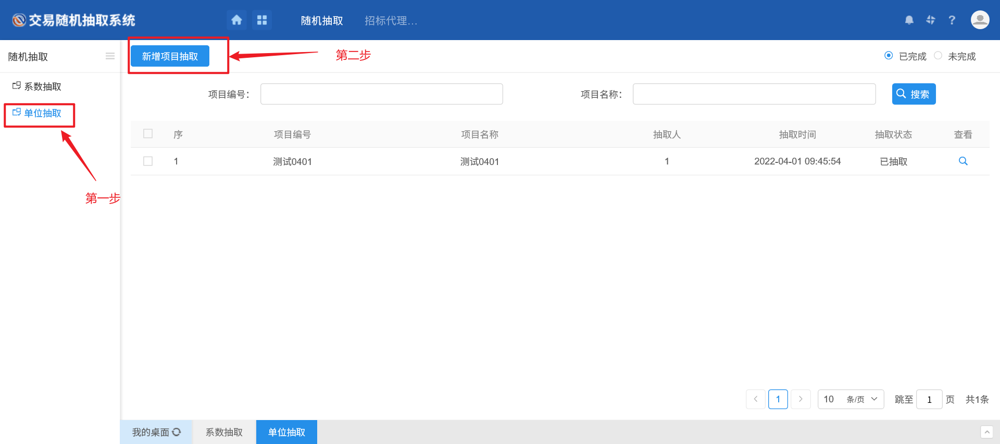 交易随机抽取系统
随机抽取 招标代理...
随机抽取
新增项目抽取
第二步
已完成 未完成
系数抽取
单位抽取
第一步
项目编号：
项目名称：
搜索
序 项目编号 项目名称 抽取人 抽取时间 抽取状态 查看
1 测试0401 测试0401 1 2022-04-01 09:45:54 已抽取
1 10 条/页 跳至 1 页 共1条
我的桌面 系数抽取 单位抽取